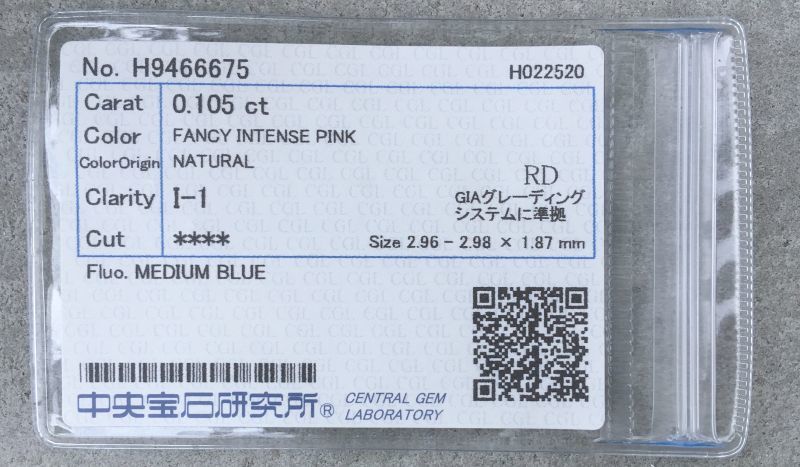 No. H9466675
H022520
Carat 0.105 ct
Color FANCY INTENSE PINK
ColorOrigin NATURAL
Clarity I-1
RD
GIAグレーディング
システムに準拠
Cut ****
Size 2.96 - 2.98 × 1.87 mm
Fluo. MEDIUM BLUE
中央宝石研究所®
CENTRAL GEM
LABORATORY